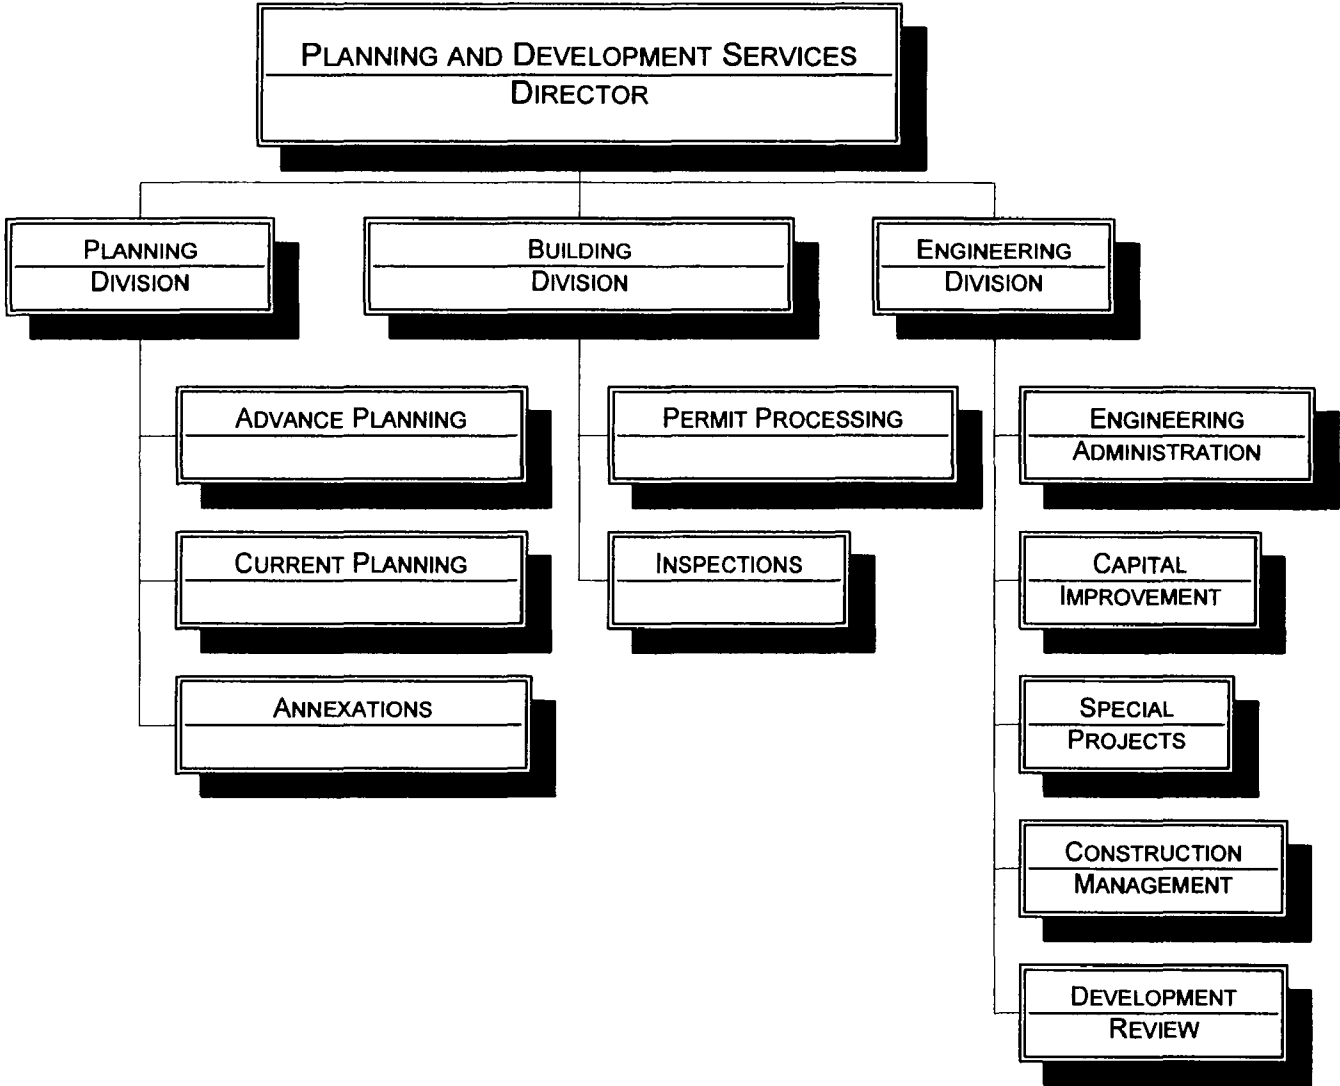 PLANNING AND DEVELOPMENT SERVICES
DIRECTOR
PLANNING
DIVISION
BUILDING
DIVISION
ENGINEERING
DIVISION
ADVANCE PLANNING
CURRENT PLANNING
ANNEXATIONS
PERMIT PROCESSING
INSPECTIONS
ENGINEERING
ADMINISTRATION
CAPITAL
IMPROVEMENT
SPECIAL
PROJECTS
CONSTRUCTION
MANAGEMENT
DEVELOPMENT
REVIEW